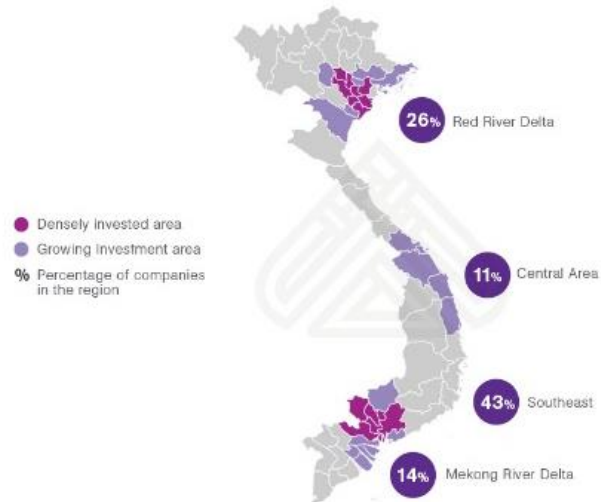 26% Red River Delta
Densely invested area
Growing Investment area
% Percentage of companies
in the region
11% Central Area
43% Southeast
14% Mekong River Delta